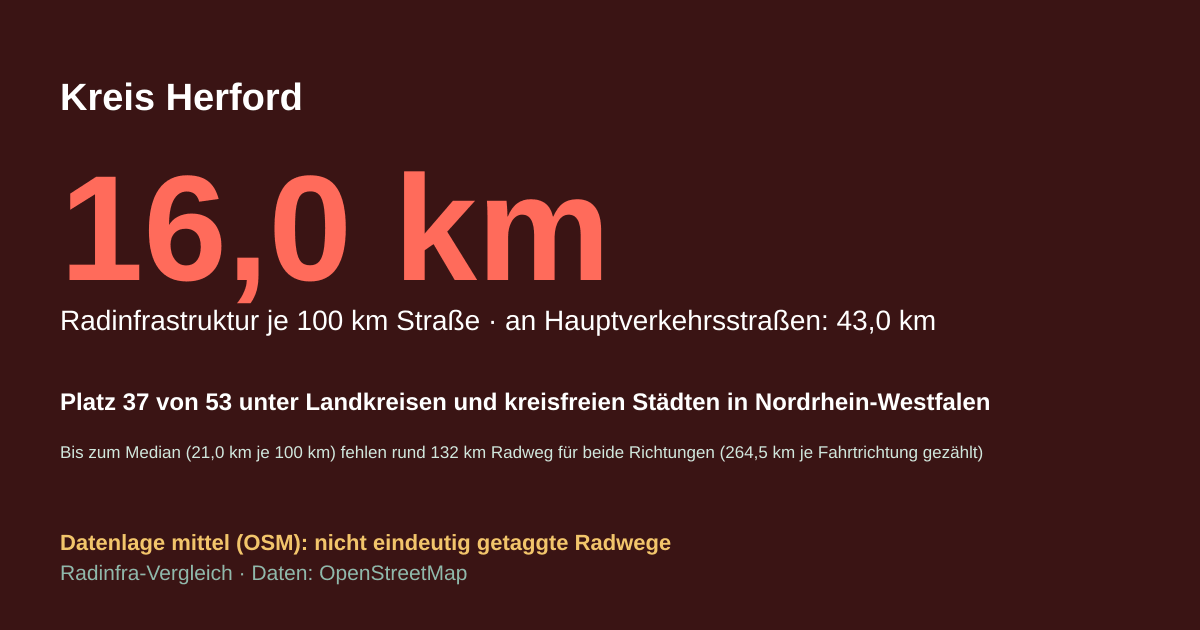 Kreis Herford
16,0 km
Radinfrastruktur je 100 km Straße · an Hauptverkehrsstraßen: 43,0 km
Platz 37 von 53 unter Landkreisen und kreisfreien Städten in Nordrhein-Westfalen
Bis zum Median (21,0 km je 100 km) fehlen rund 132 km Radweg für beide Richtungen (264,5 km je Fahrtrichtung gezählt)
Datenlage mittel (OSM): nicht eindeutig getaggte Radwege
Radinfra-Vergleich · Daten: OpenStreetMap